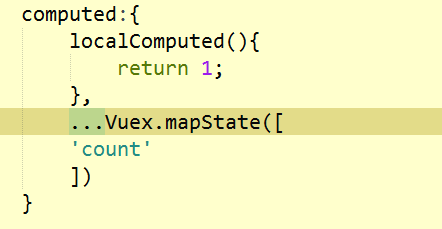 computed:{
localComputed(){
return 1;
},
...Vuex.mapState([
'count'
])
}